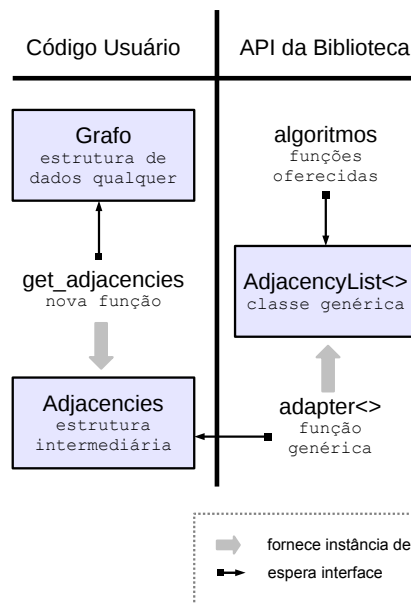 Código Usuário
API da Biblioteca
Grafo
estrutura de
dados qualquer
algoritmos
funções
oferecidas
get_adjacencies
nova função
AdjacencyList<>
classe genérica
Adjacencies
estrutura
intermediária
adapter<>
função
genérica
fornece instância de
espera interface